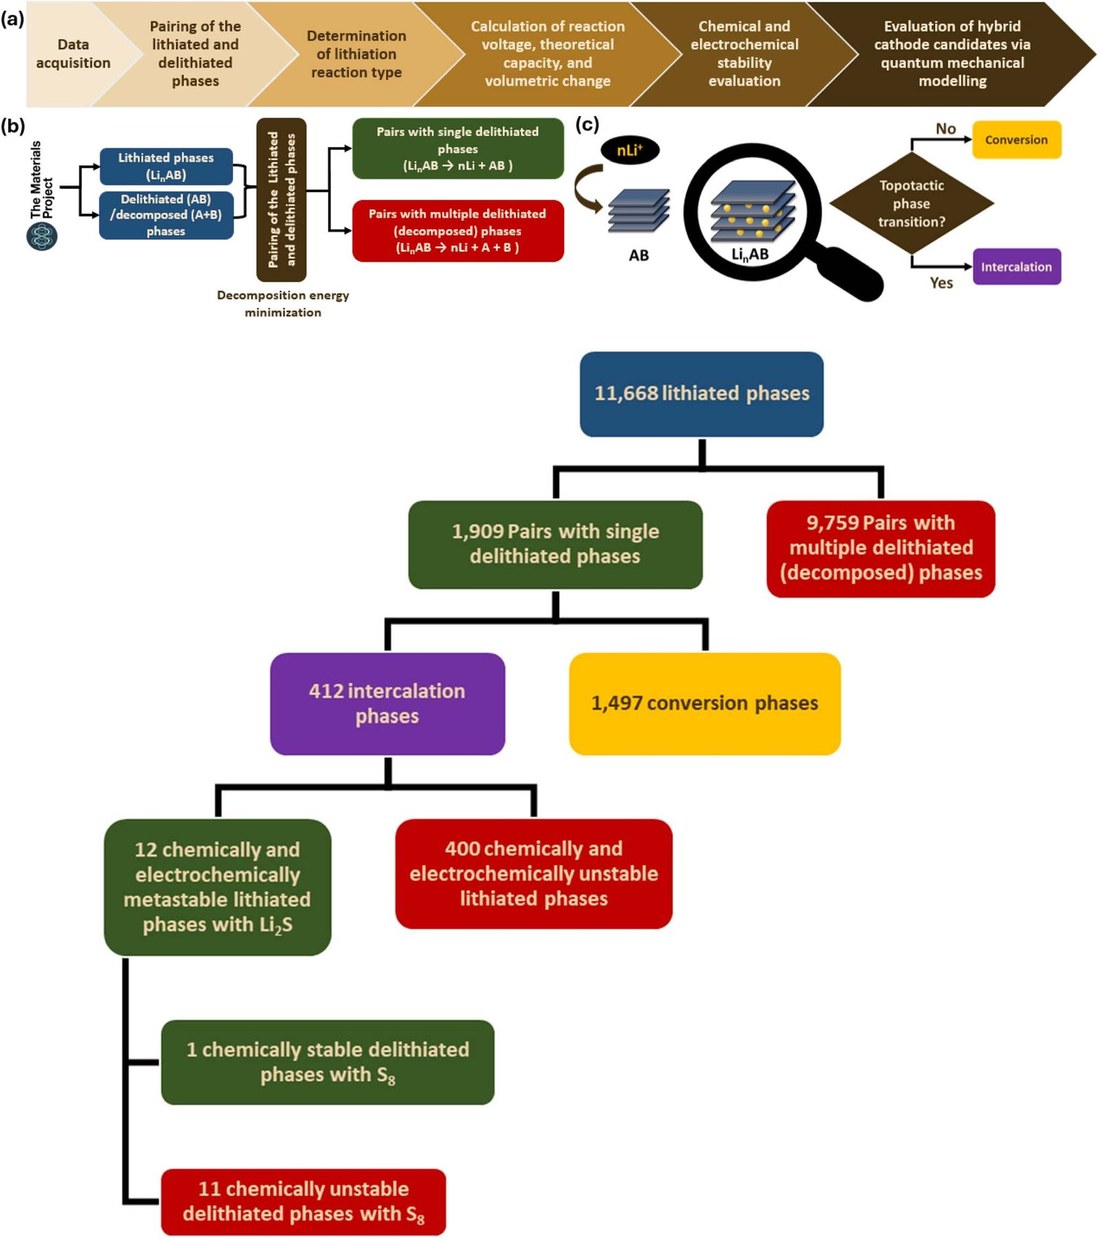 (a)
Data
acquisition
Pairing of the
lithiated and
delithiated
phases
Determination
of lithiation
reaction type
Calculation of reaction
voltage, theoretical
capacity, and
volumetric change
Chemical and
electrochemical
stability
evaluation
Evaluation of hybrid
cathode candidates via
quantum mechanical
modelling
(b)
The Materials
Project
Lithiated phases
(LiₙAB)
Delithiated (AB)
/decomposed (A+B)
phases
Pairing of the Lithiated
and delithiated phases
Decomposition energy
minimization
Pairs with single delithiated
phases
(LiₙAB → nLi + AB )
Pairs with multiple delithiated
(decomposed) phases
(LiₙAB → nLi + A + B )
(c)
nLi⁺
AB
LiₙAB
Topotactic
phase
transition?
No
Conversion
Yes
Intercalation
11,668 lithiated phases
1,909 Pairs with single
delithiated phases
9,759 Pairs with
multiple delithiated
(decomposed) phases
412 intercalation
phases
1,497 conversion phases
12 chemically and
electrochemically
metastable lithiated
phases with Li₂S
400 chemically and
electrochemically unstable
lithiated phases
1 chemically stable delithiated
phases with S₈
11 chemically unstable
delithiated phases with S₈